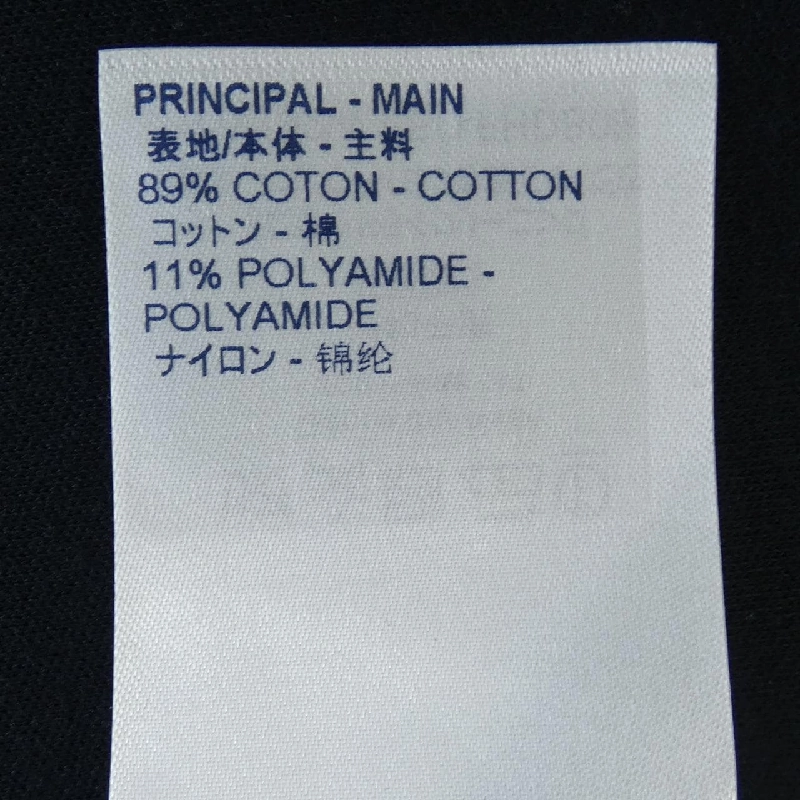 PRINCIPAL - MAIN
表地/本体 - 主料
89% COTON - COTTON
コットン - 棉
11% POLYAMIDE -
POLYAMIDE
ナイロン - 锦纶